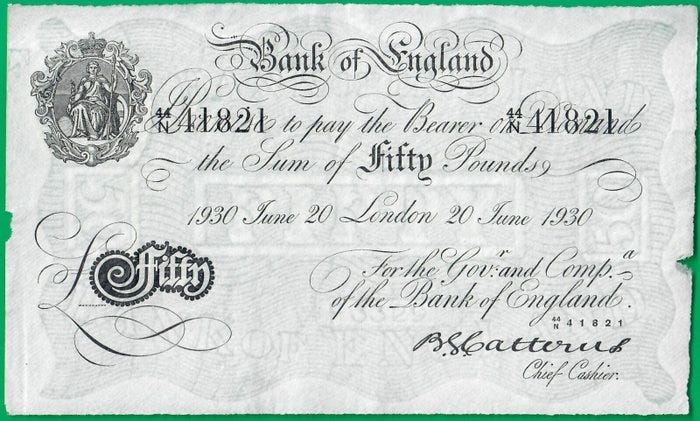 Bank of England
44/N 41821 44/N 41821
to pay the Bearer on Demand
the Sum of Fifty Pounds
1930 June 20 London 20 June 1930
£ Fifty
For the Gov.r and Comp.a
of the Bank of England.
44/N 41821
B.G. Catterns
Chief Cashier.